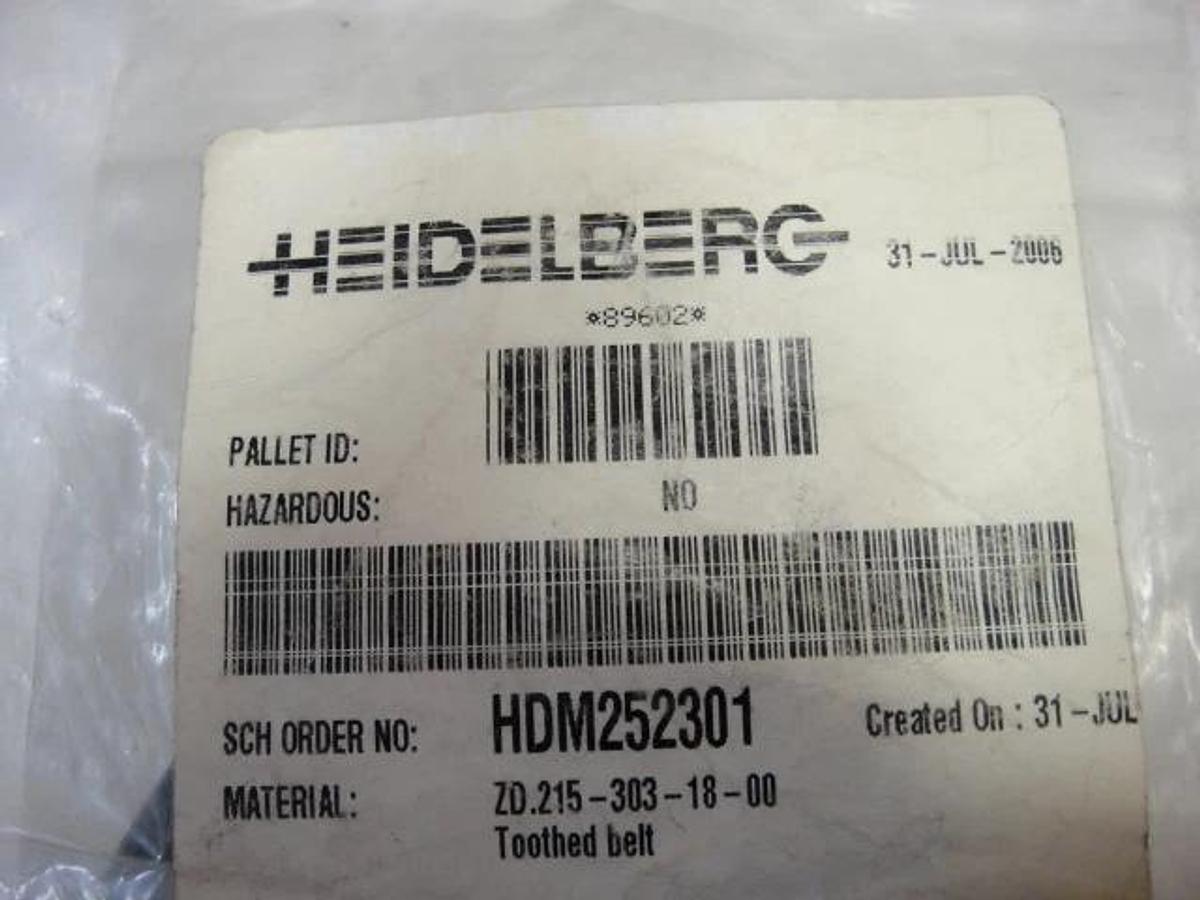 HEIDELBERG 31-JUL-2006
*89602*
PALLET ID:
HAZARDOUS: NO
SCH ORDER NO: HDM252301 Created On : 31-JUL
MATERIAL: ZD.215-303-18-00
Toothed belt